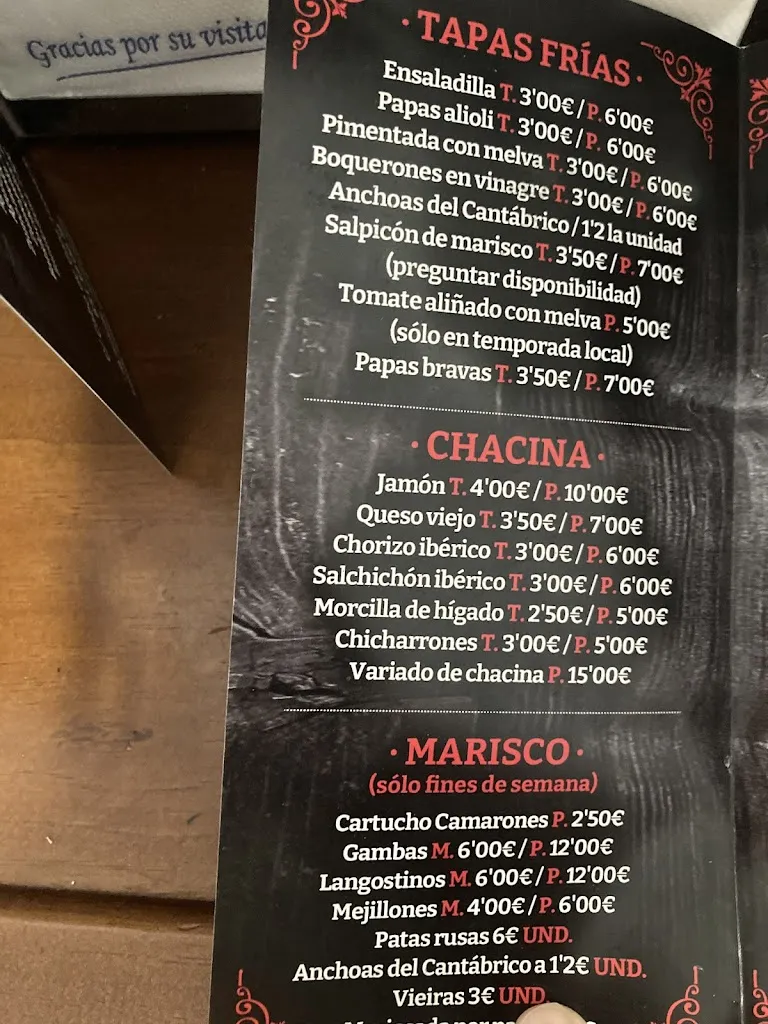 Gracias por su visita
· TAPAS FRÍAS ·
Ensaladilla T. 3'00€ / P. 6'00€
Papas alioli T. 3'00€ / P. 6'00€
Pimentada con melva T. 3'00€ / P. 6'00€
Boquerones en vinagre T. 3'00€ / P. 6'00€
Anchoas del Cantábrico / 1'2 la unidad
Salpicón de marisco T. 3'50€ / P. 7'00€
(preguntar disponibilidad)
Tomate aliñado con melva P. 5'00€
(sólo en temporada local)
Papas bravas T. 3'50€ / P. 7'00€
· CHACINA ·
Jamón T. 4'00€ / P. 10'00€
Queso viejo T. 3'50€ / P. 7'00€
Chorizo ibérico T. 3'00€ / P. 6'00€
Salchichón ibérico T. 3'00€ / P. 6'00€
Morcilla de hígado T. 2'50€ / P. 5'00€
Chicharrones T. 3'00€ / P. 5'00€
Variado de chacina P. 15'00€
· MARISCO ·
(sólo fines de semana)
Cartucho Camarones P. 2'50€
Gambas M. 6'00€ / P. 12'00€
Langostinos M. 6'00€ / P. 12'00€
Mejillones M. 4'00€ / P. 6'00€
Patas rusas 6€ UND.
Anchoas del Cantábrico a 1'2€ UND.
Vieiras 3€ UND.